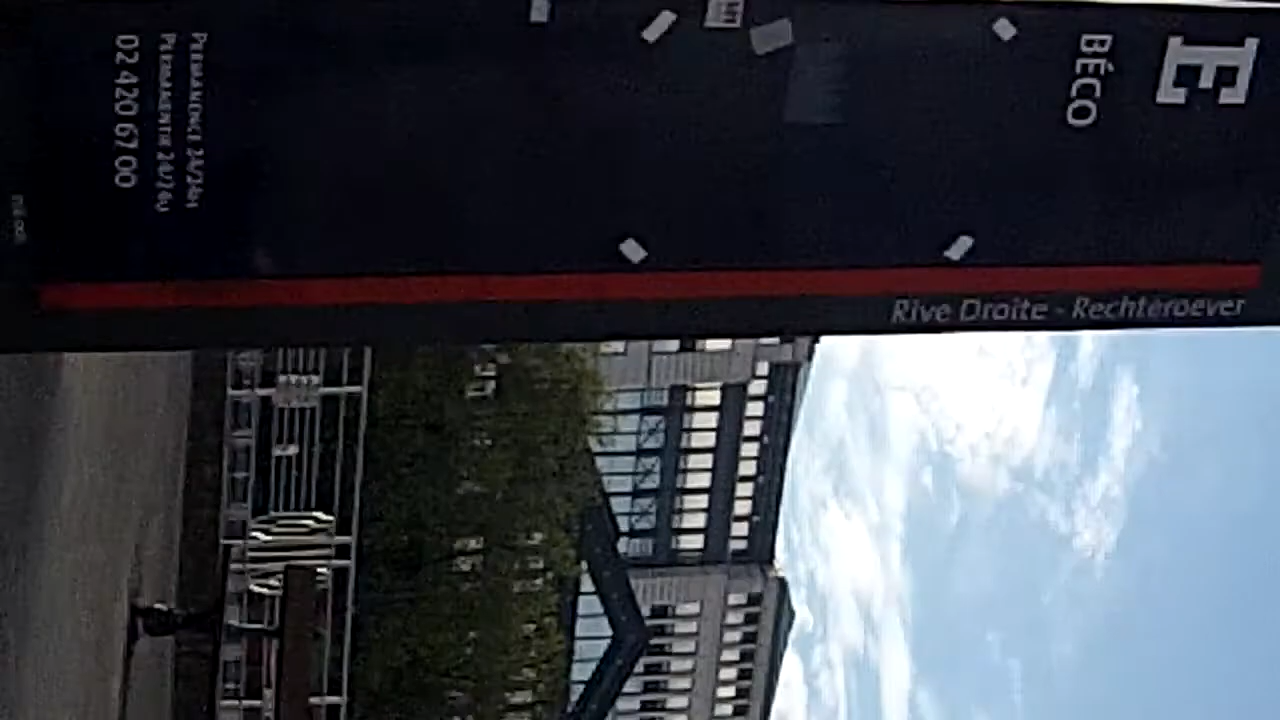 E
BÉCO
Rive Droite - Rechteroever
PERMANENCE 24/24H
PERMANENTIE 24/24U
02 420 67 00